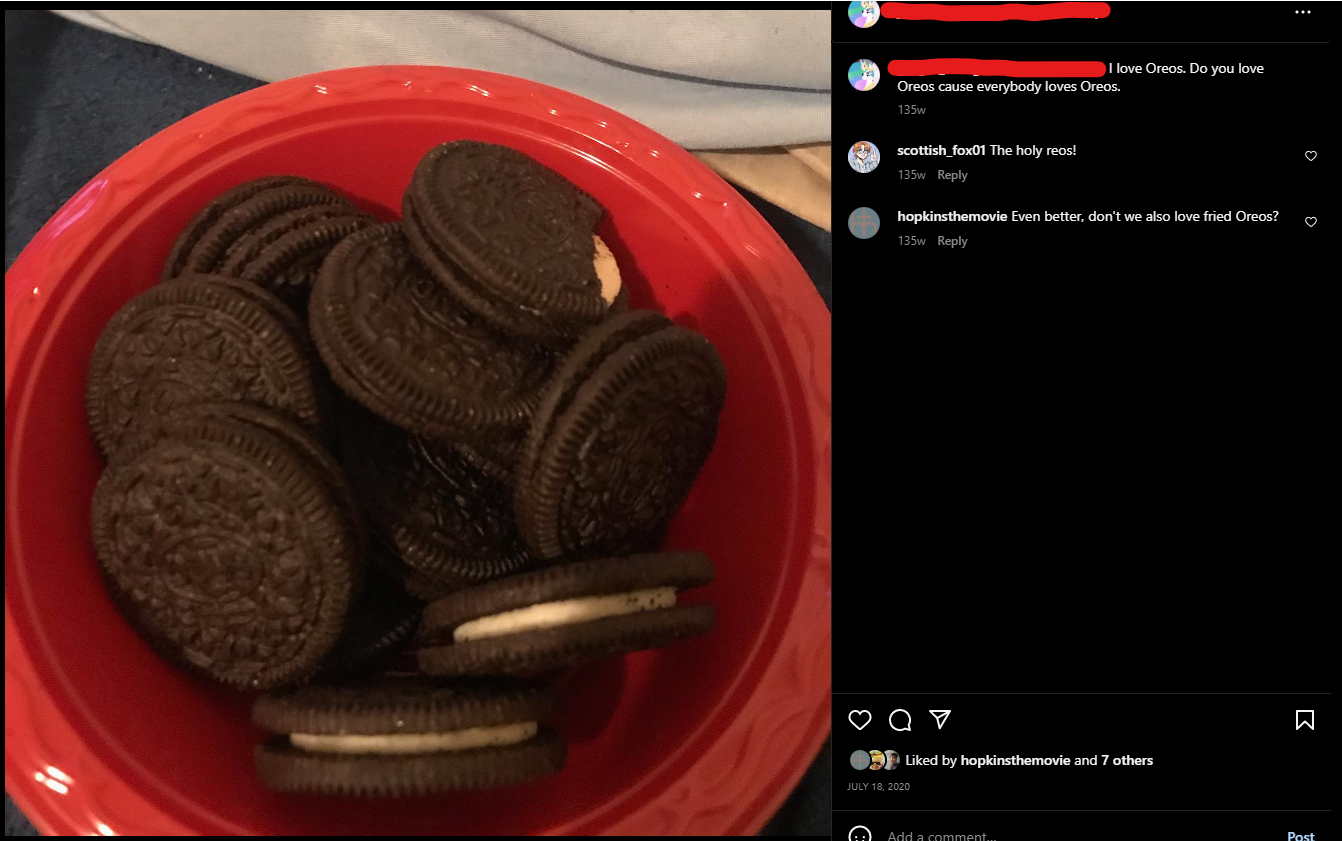 I love Oreos. Do you love
Oreos cause everybody loves Oreos.
135w
scottish_fox01 The holy reos!
135w Reply
hopkinsthemovie Even better, don't we also love fried Oreos?
135w Reply
Liked by hopkinsthemovie and 7 others
JULY 18, 2020
Add a comment...
Post